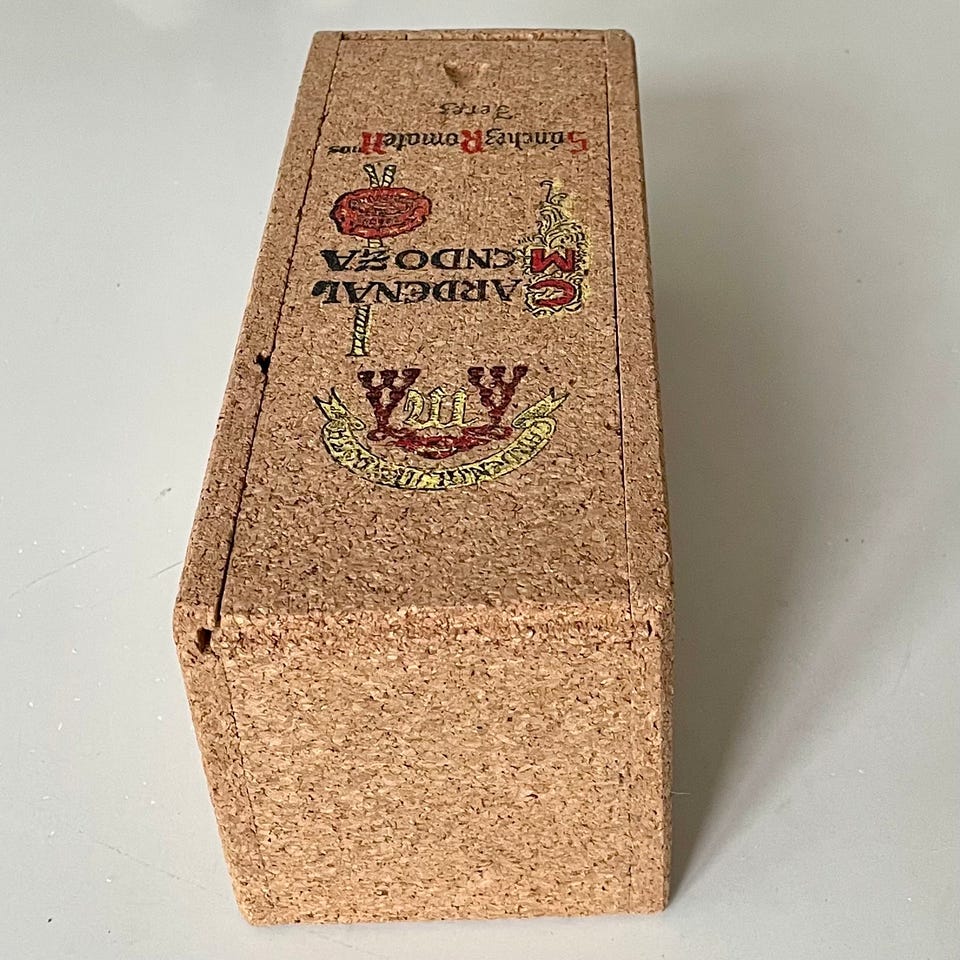 CARDENAL
MENDOZA
Sánchez Romate Hnos
Jerez